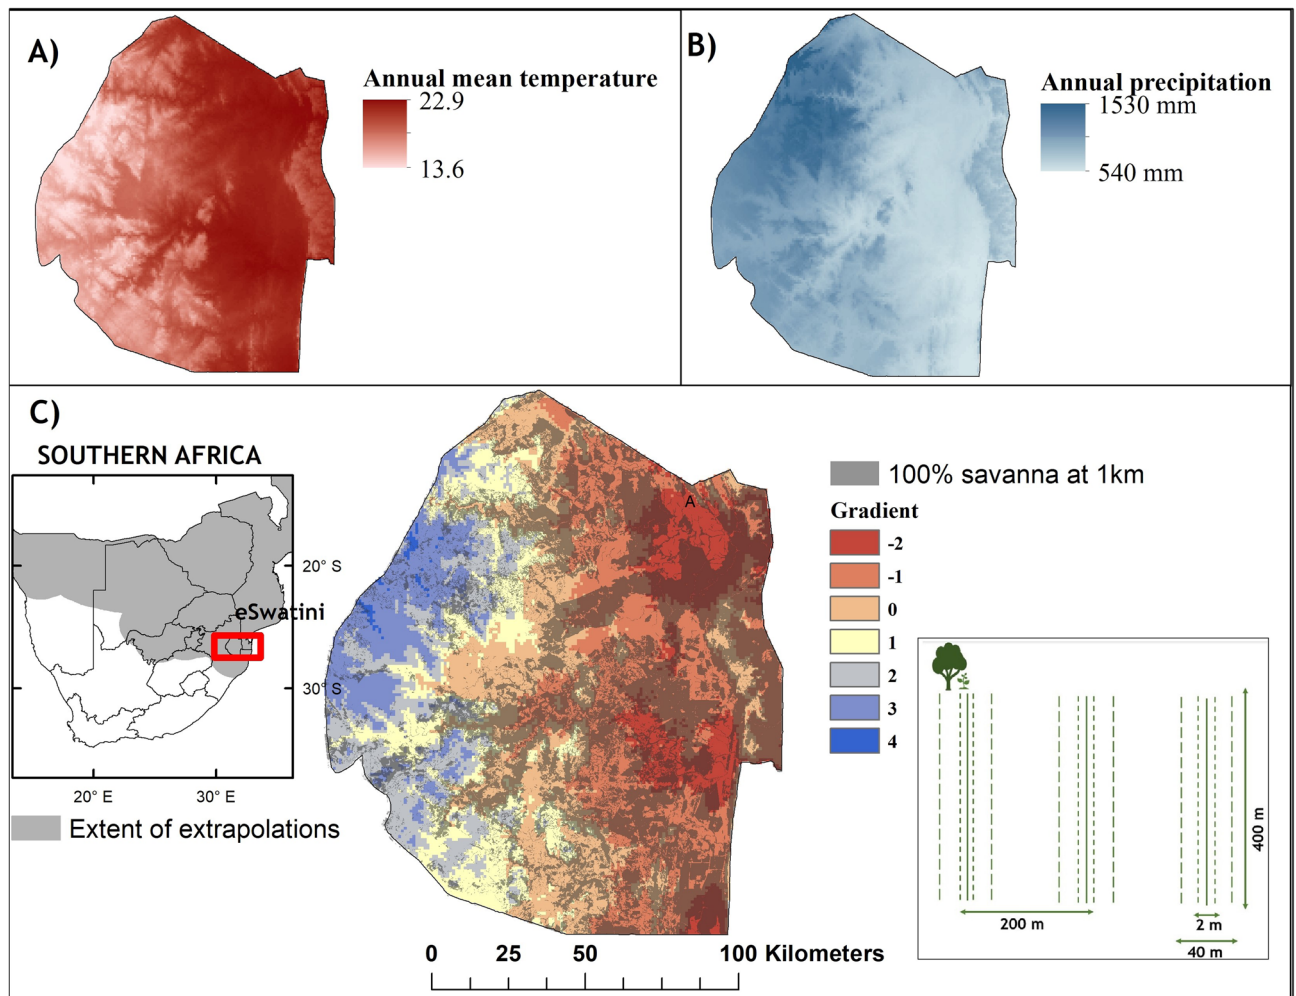 A)
Annual mean temperature
22.9
13.6
B)
Annual precipitation
1530 mm
540 mm
C)
SOUTHERN AFRICA
20° S
eSwatini
30° S
20° E
30° E
Extent of extrapolations
A
100% savanna at 1km
Gradient
-2
-1
0
1
2
3
4
400 m
200 m
2 m
40 m
0 25 50 100 Kilometers